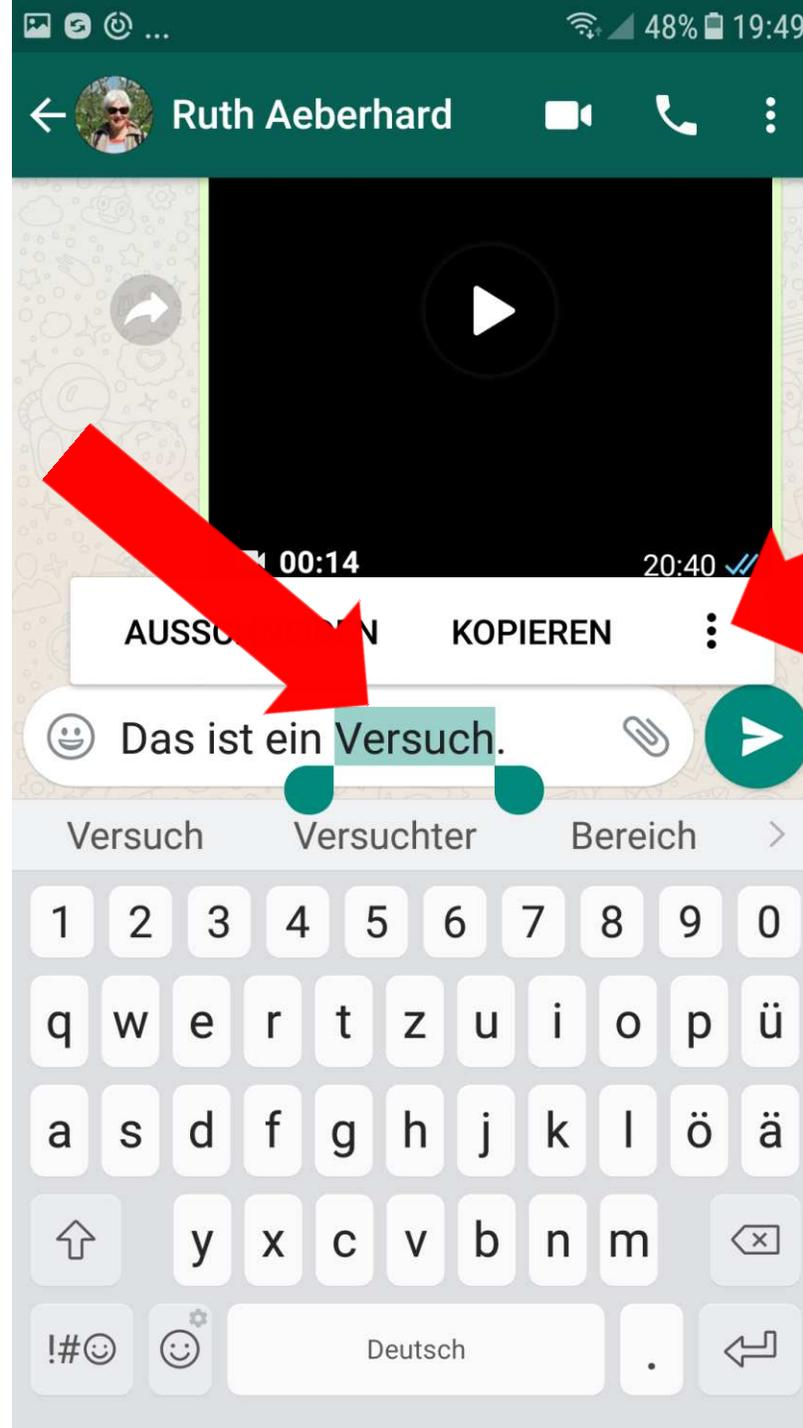 ... 48% 19:49
Ruth Aeberhard
00:14 20:40
KOPIEREN
Das ist ein Versuch.
Versuch Versuchter Bereich
1 2 3 4 5 6 7 8 9 0
q w e r t z u i o p ü
a s d f g h j k l ö ä
y x c v b n m
!#☺ Deutsch .